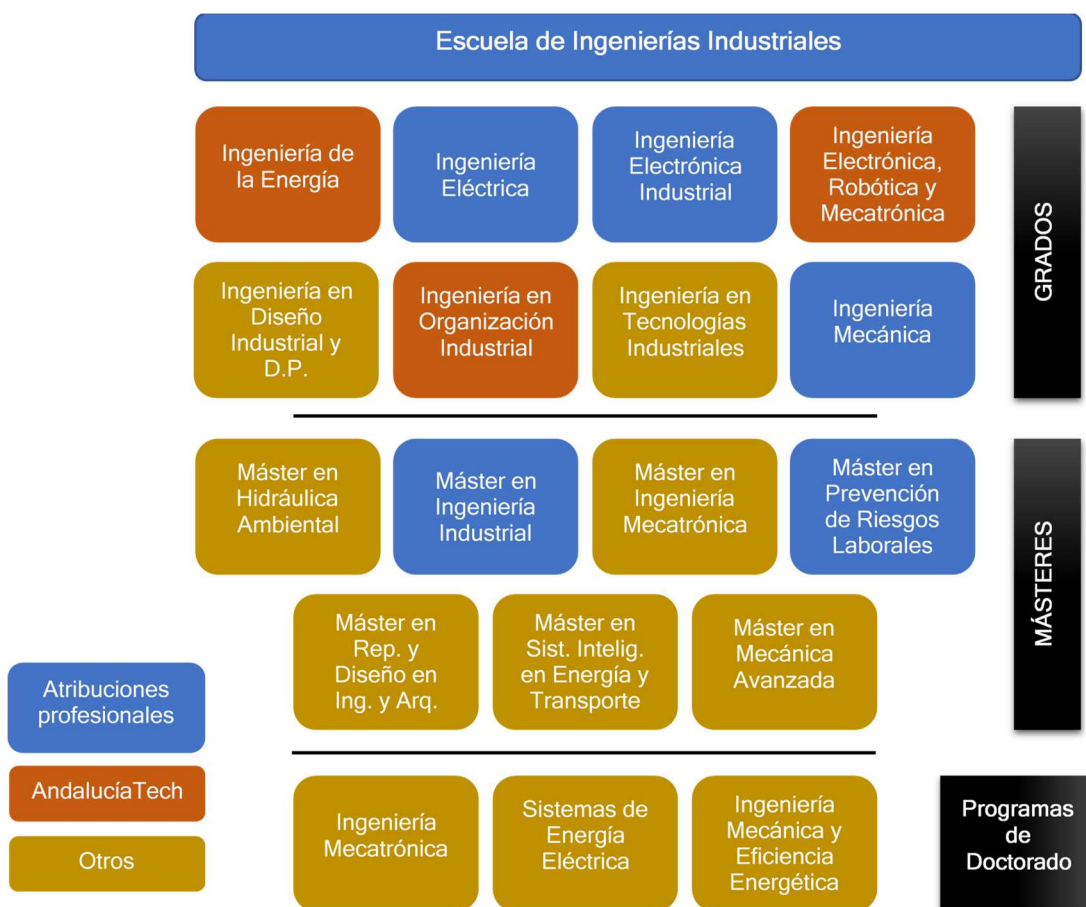 Escuela de Ingenierías Industriales
Ingeniería de
la Energía
Ingeniería
Eléctrica
Ingeniería
Electrónica
Industrial
Ingeniería
Electrónica,
Robótica y
Mecatrónica
GRADOS
Ingeniería en
Diseño
Industrial y
D.P.
Ingeniería en
Organización
Industrial
Ingeniería en
Tecnologías
Industriales
Ingeniería
Mecánica
Máster en
Hidráulica
Ambiental
Máster en
Ingeniería
Industrial
Máster en
Ingeniería
Mecatrónica
Máster en
Prevención
de Riesgos
Laborales
MÁSTERES
Máster en
Rep. y
Diseño en
Ing. y Arq.
Máster en
Sist. Intelig.
en Energía y
Transporte
Máster en
Mecánica
Avanzada
Atribuciones
profesionales
AndalucíaTech
Otros
Ingeniería
Mecatrónica
Sistemas de
Energía
Eléctrica
Ingeniería
Mecánica y
Eficiencia
Energética
Programas
de
Doctorado